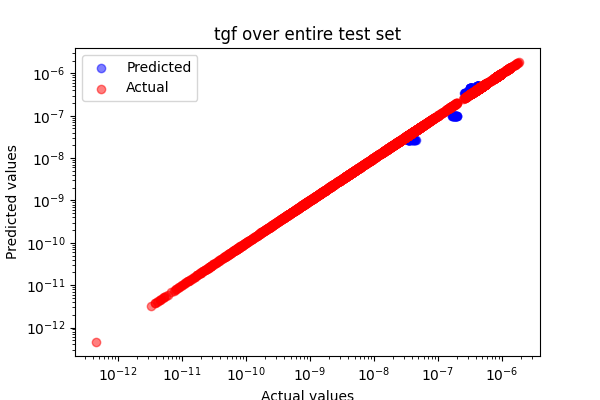 tgf over entire test set
Predicted
Actual
Predicted values
10⁻⁶
10⁻⁷
10⁻⁸
10⁻⁹
10⁻¹⁰
10⁻¹¹
10⁻¹²
10⁻¹² 10⁻¹¹ 10⁻¹⁰ 10⁻⁹ 10⁻⁸ 10⁻⁷ 10⁻⁶
Actual values